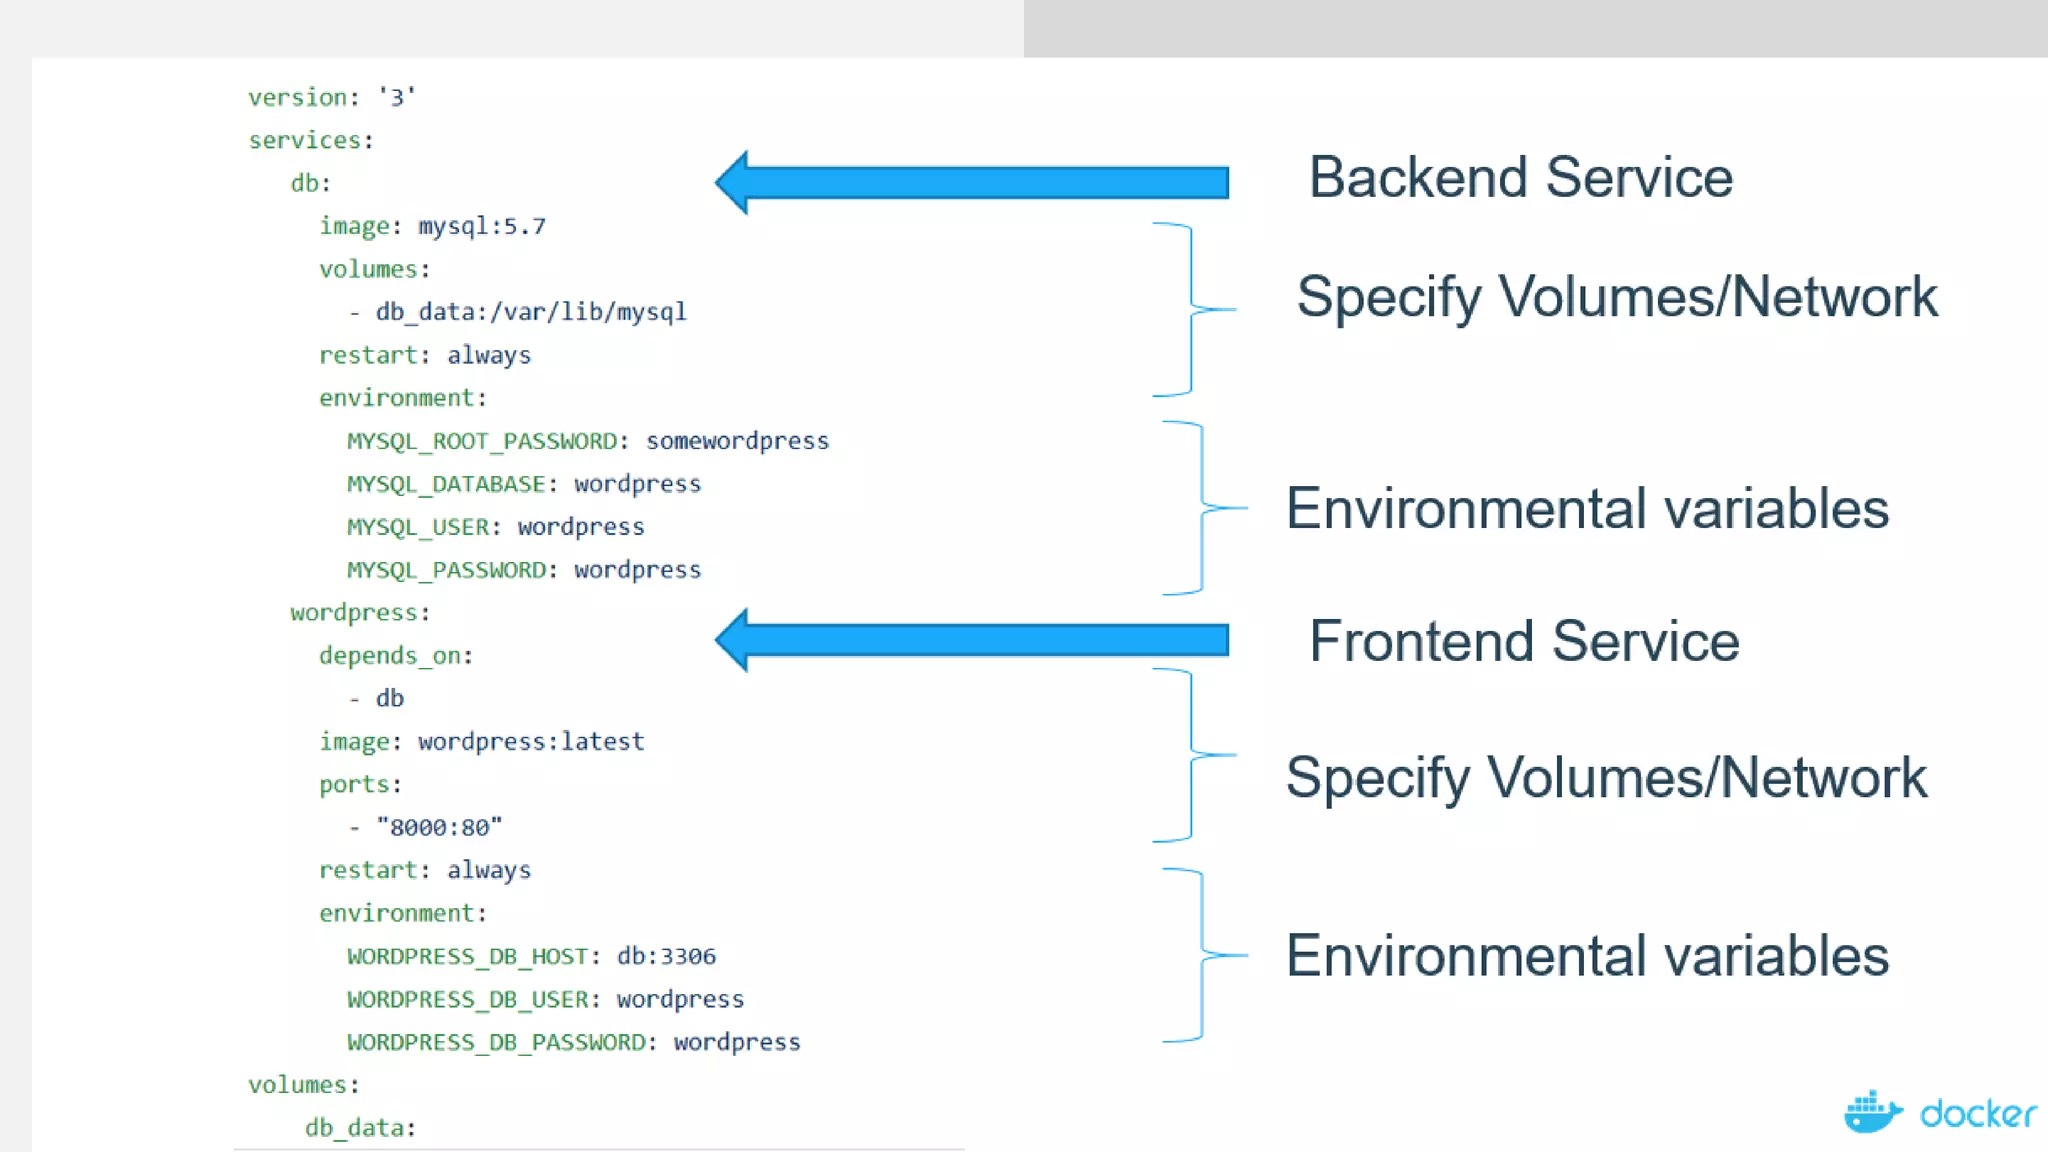 version: '3'
services:
db:
image: mysql:5.7
volumes:
- db_data:/var/lib/mysql
restart: always
environment:
MYSQL_ROOT_PASSWORD: somewordpress
MYSQL_DATABASE: wordpress
MYSQL_USER: wordpress
MYSQL_PASSWORD: wordpress
wordpress:
depends_on:
- db
image: wordpress:latest
ports:
- "8000:80"
restart: always
environment:
WORDPRESS_DB_HOST: db:3306
WORDPRESS_DB_USER: wordpress
WORDPRESS_DB_PASSWORD: wordpress
volumes:
db_data:
Backend Service
Specify Volumes/Network
Environmental variables
Frontend Service
Specify Volumes/Network
Environmental variables
docker